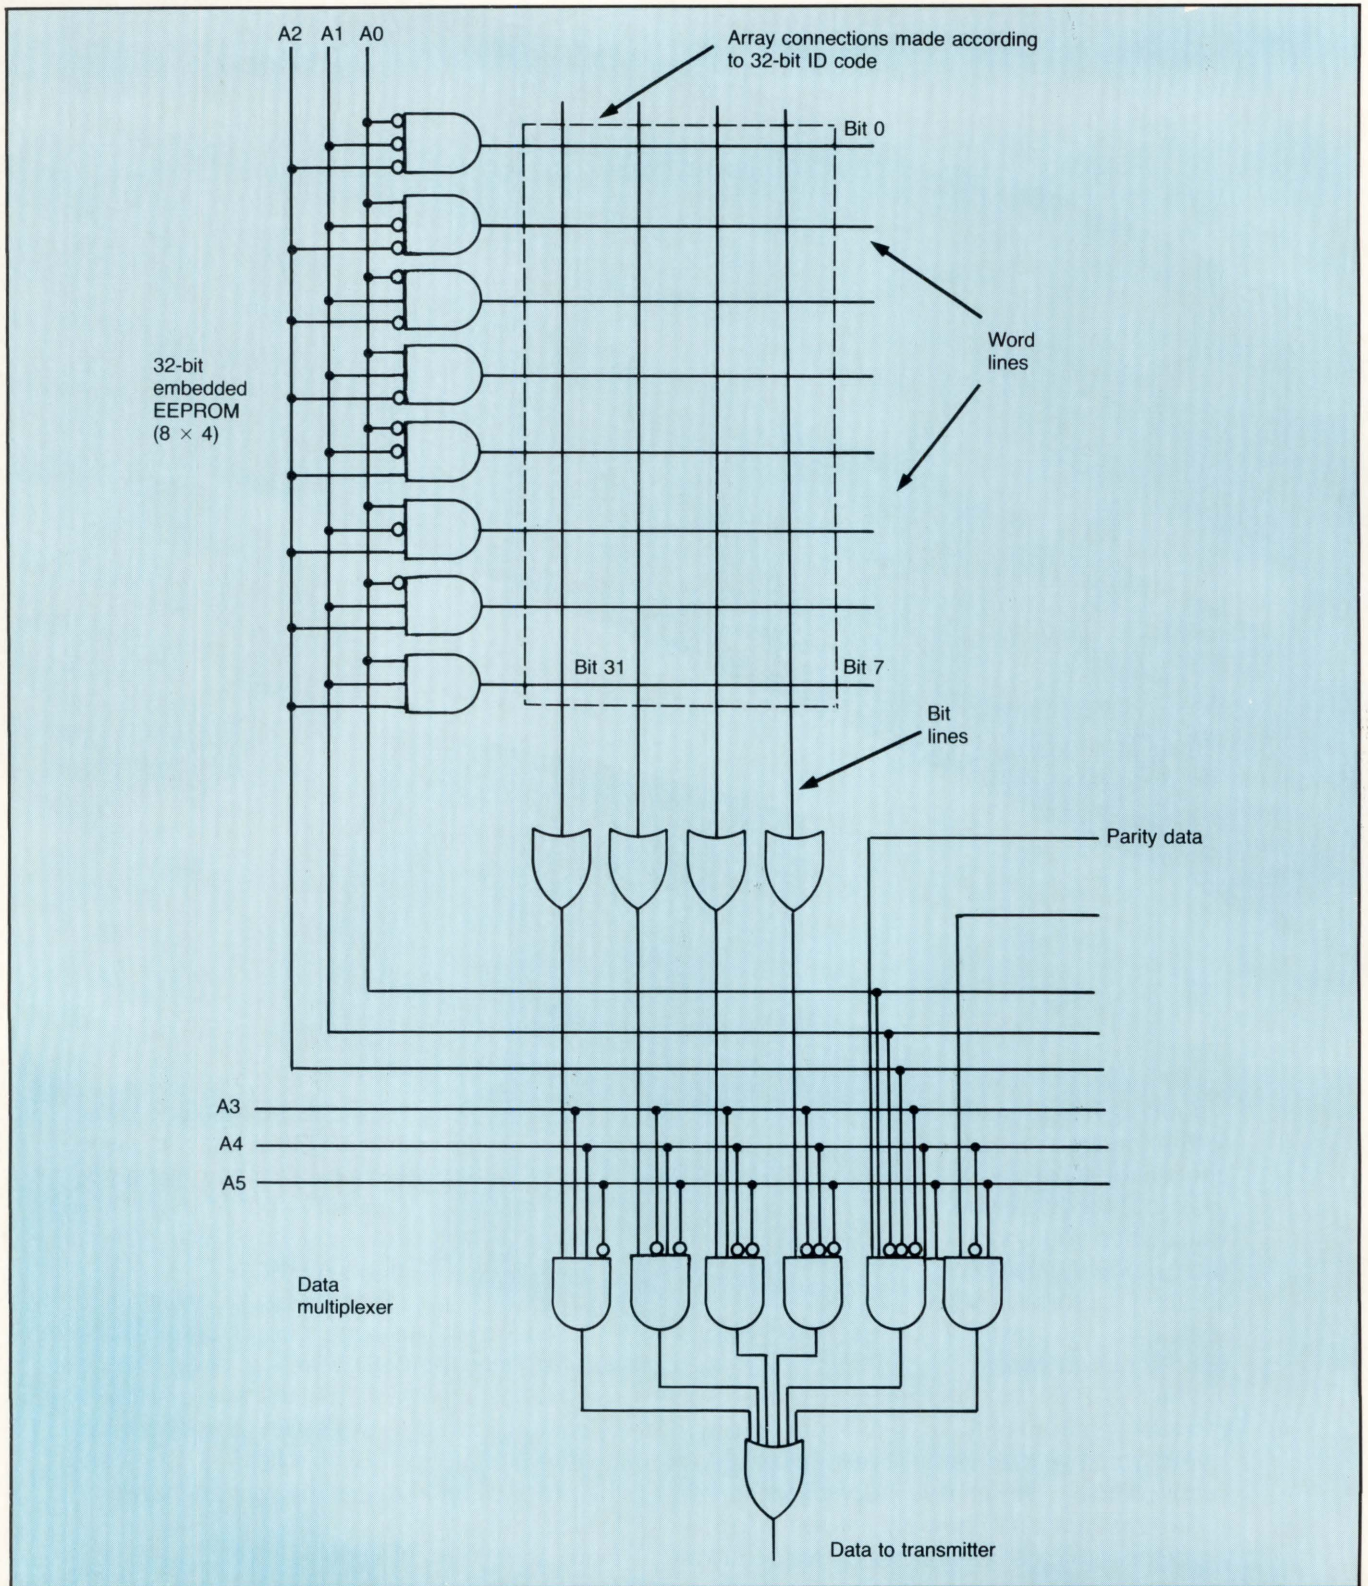 A2 A1 A0
Array connections made according
to 32-bit ID code
Bit 0
Word
lines
32-bit
embedded
EEPROM
(8 × 4)
Bit 31
Bit 7
Bit
lines
Parity data
A3
A4
A5
Data
multiplexer
Data to transmitter